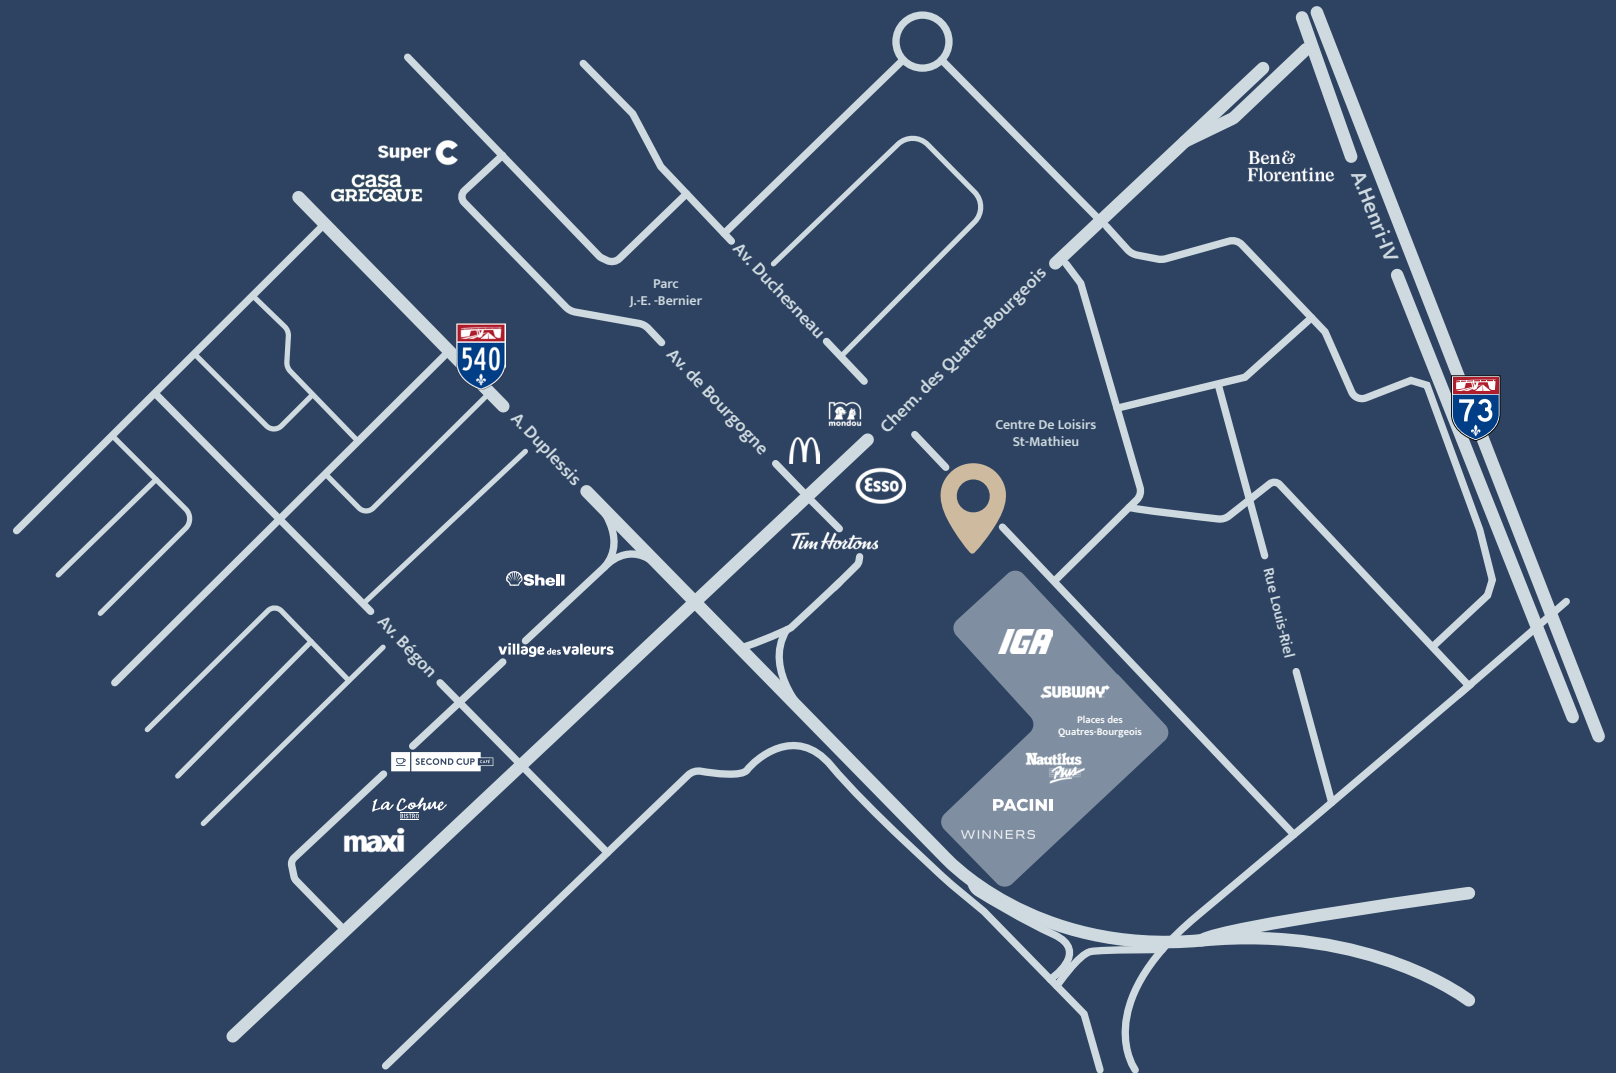 Super C
casa
GRECQUE
Ben&
Florentine
A.Henri-IV
Av. Duchesneau
Parc
J.-E. -Bernier
Chem. des Quatre-Bourgeois
540
Av. de Bourgogne
73
A. Duplessis
mondou
Centre De Loisirs
St-Mathieu
Esso
Tim Hortons
Shell
Rue Louis-Riel
Av. Bégon
village des valeurs
IGA
SUBWAY
Places des
Quatres-Bourgeois
Nautilus
Plus
SECOND CUP CAFÉ
La Cohue
BISTRO
PACINI
maxi
WINNERS